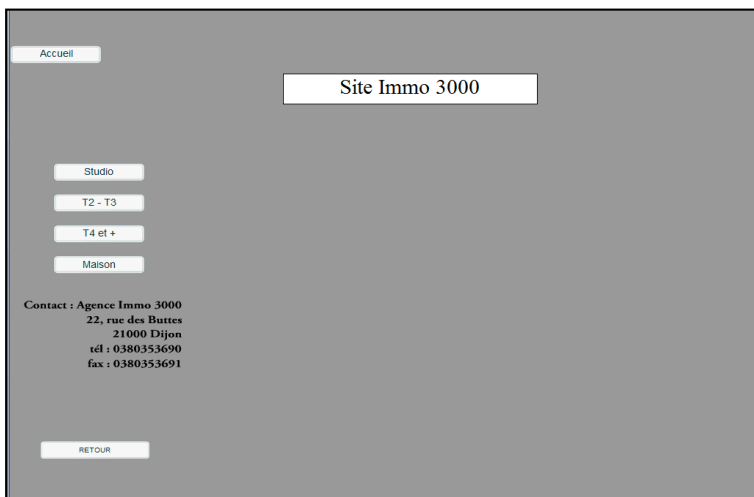 Accueil
Site Immo 3000
Studio
T2 - T3
T4 et +
Maison
Contact : Agence Immo 3000
22, rue des Buttes
21000 Dijon
tél : 0380353690
fax : 0380353691
RETOUR